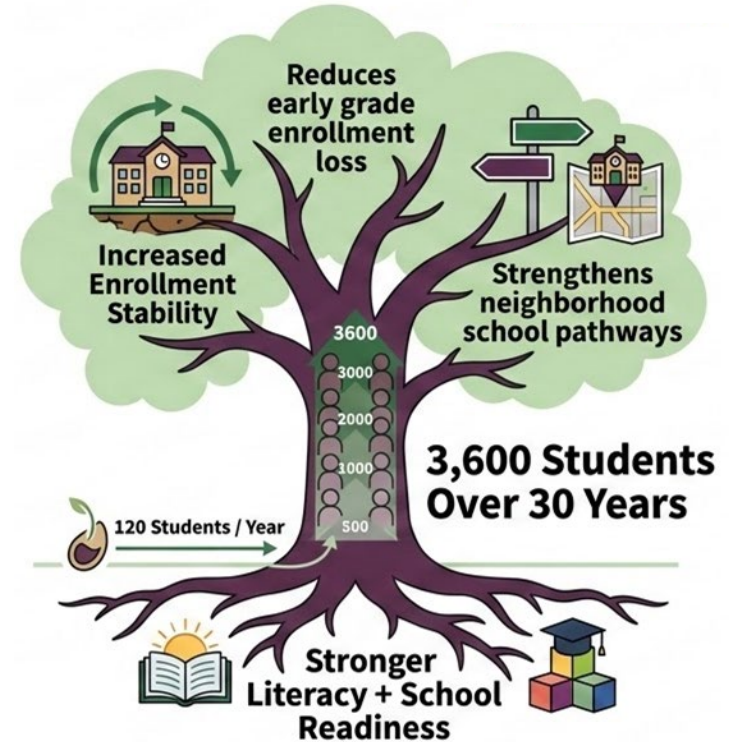 Reduces
early grade
enrollment
loss
Increased
Enrollment
Stability
Strengthens
neighborhood
school pathways
3600
3000
2000
1000
500
3,600 Students
Over 30 Years
120 Students / Year
Stronger
Literacy + School
Readiness